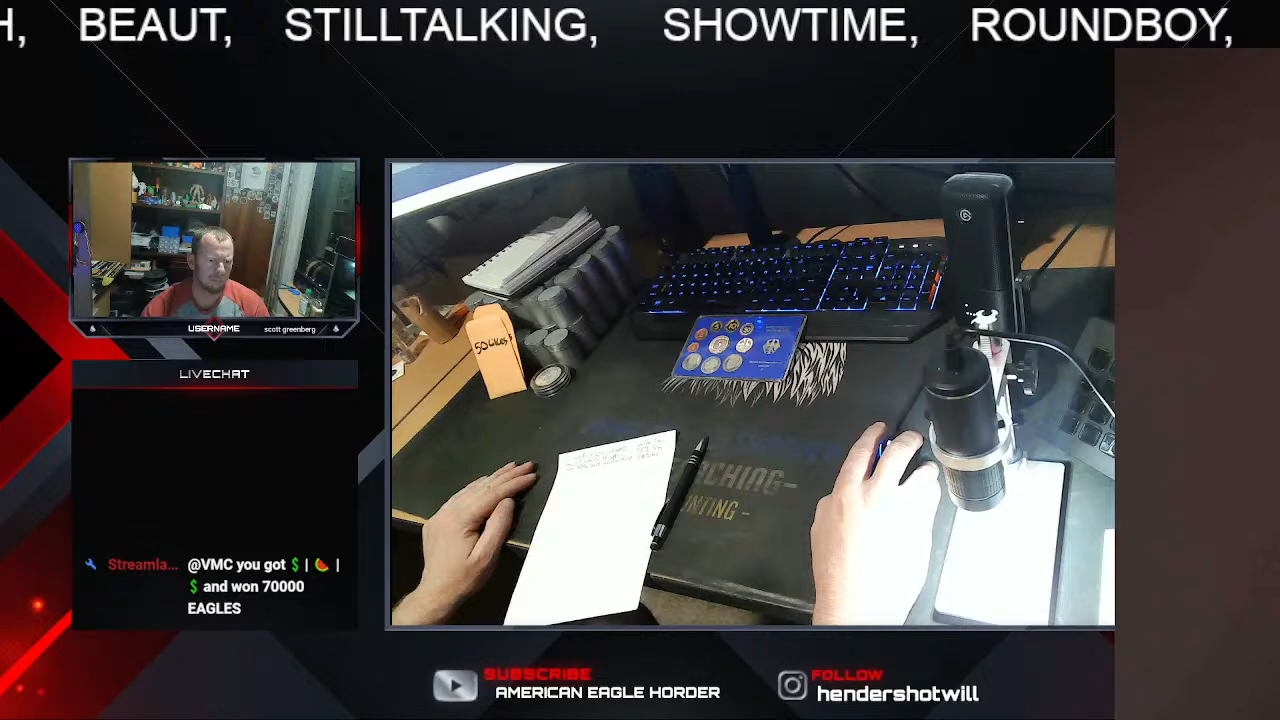 H, BEAUT, STILLTALKING, SHOWTIME, ROUNDBOY,
USERNAME scott greenberg
LIVECHAT
50
Streamla... @VMC you got $ | 🍉 |
$ and won 70000
EAGLES
NTING -
SUBSCRIBE
AMERICAN EAGLE HORDER
FOLLOW
hendershotwill